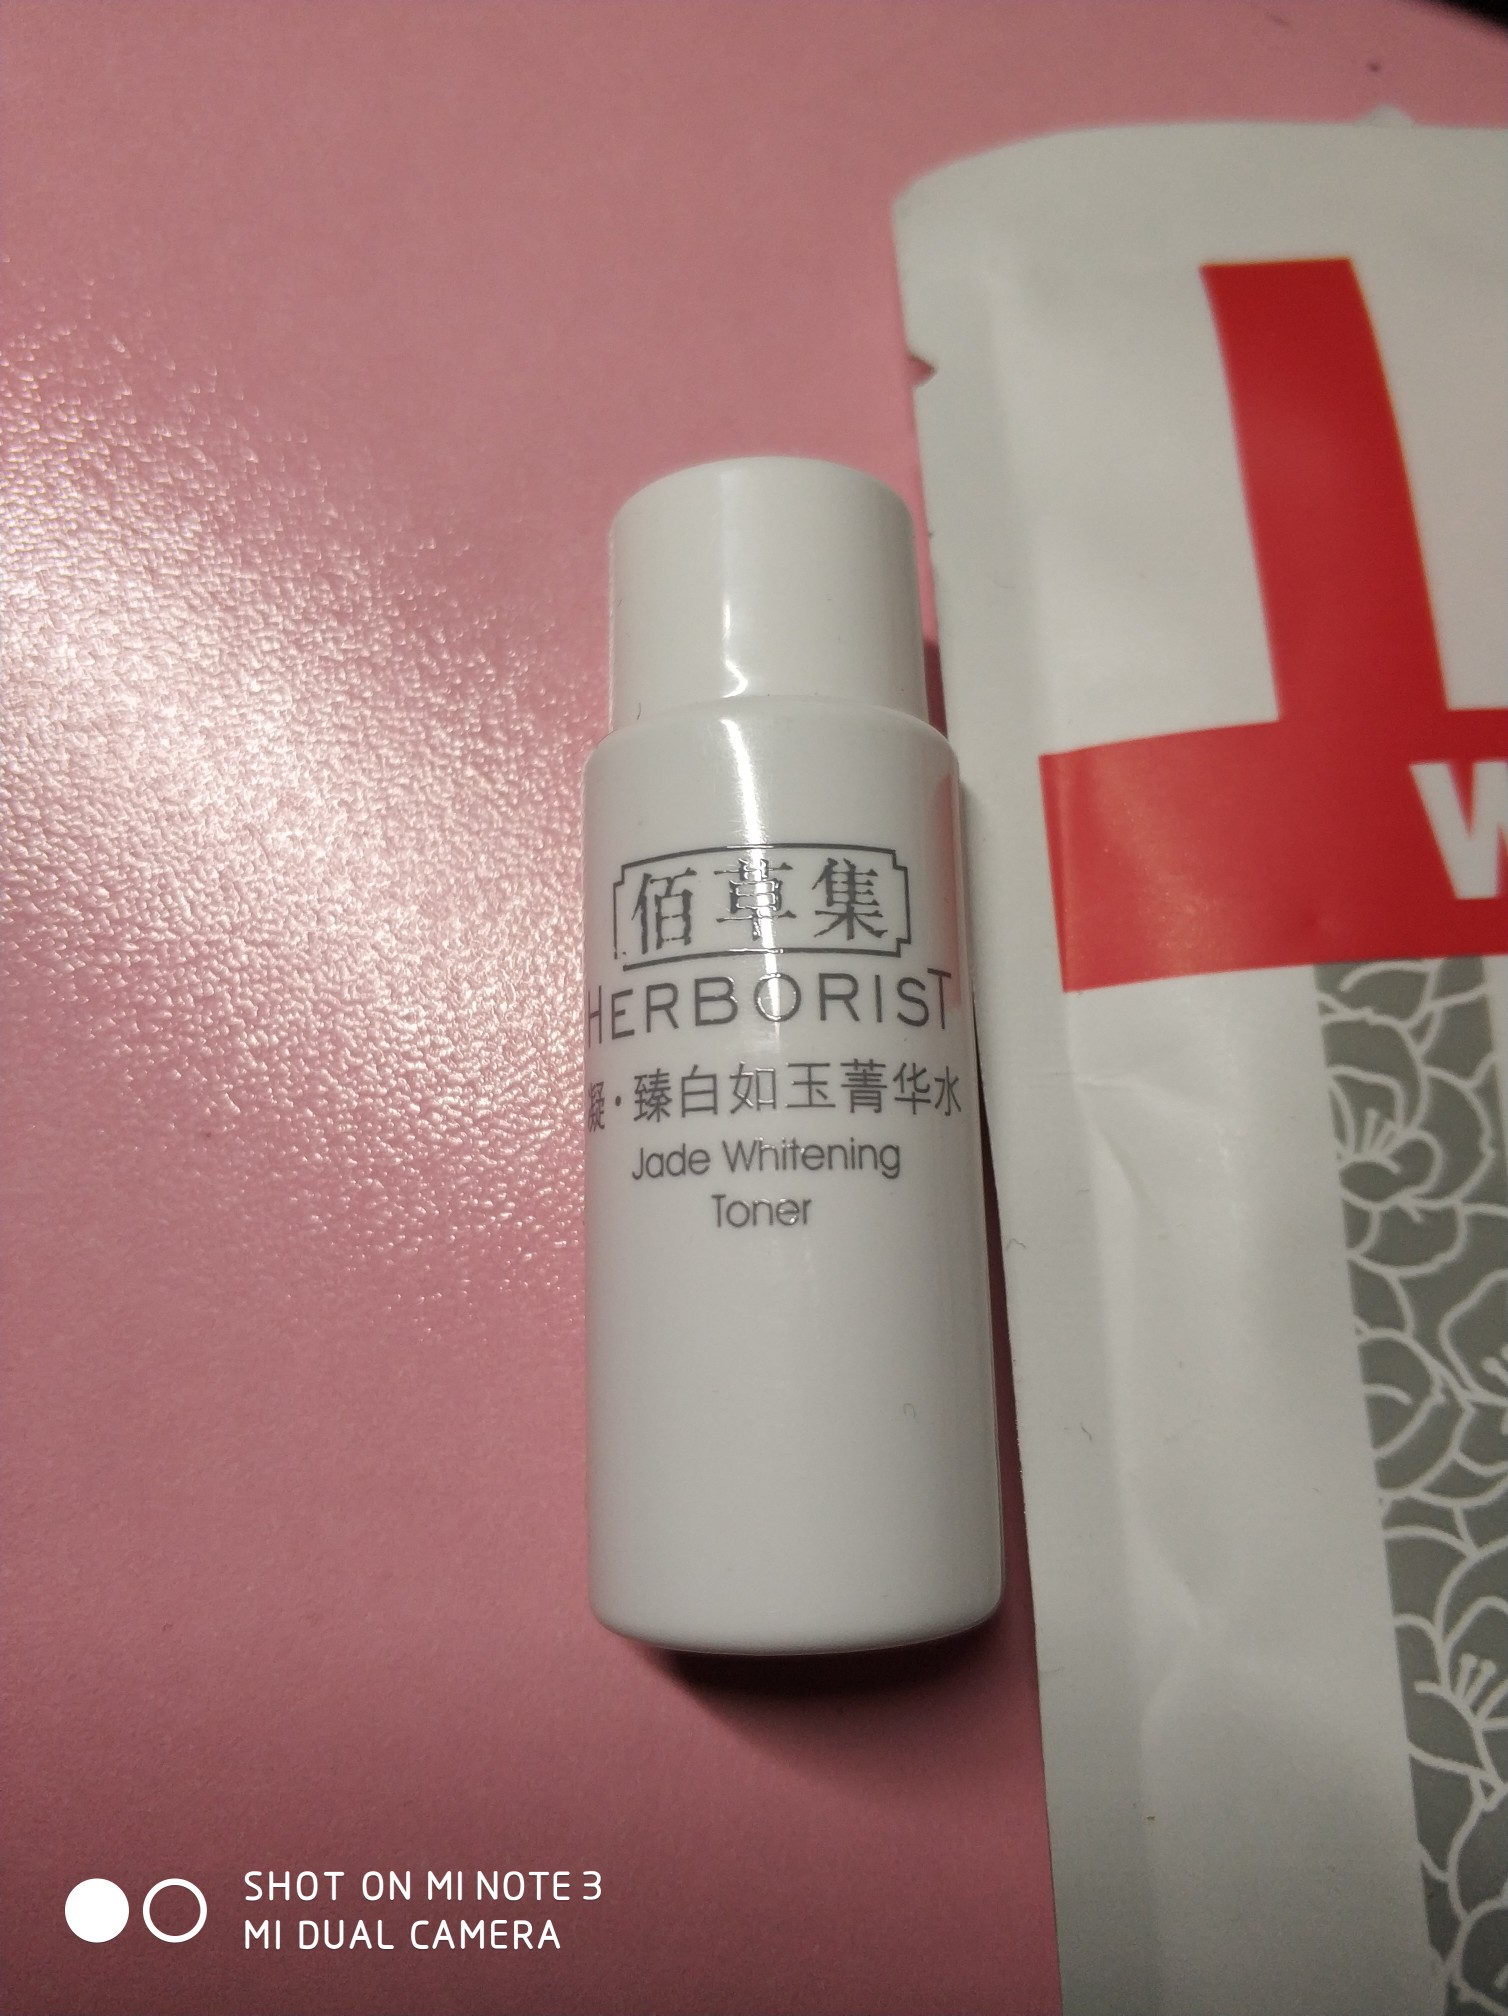 佰草集
HERBORIST
凝·臻白如玉菁华水
Jade Whitening
Toner
W
SHOT ON MI NOTE 3
MI DUAL CAMERA